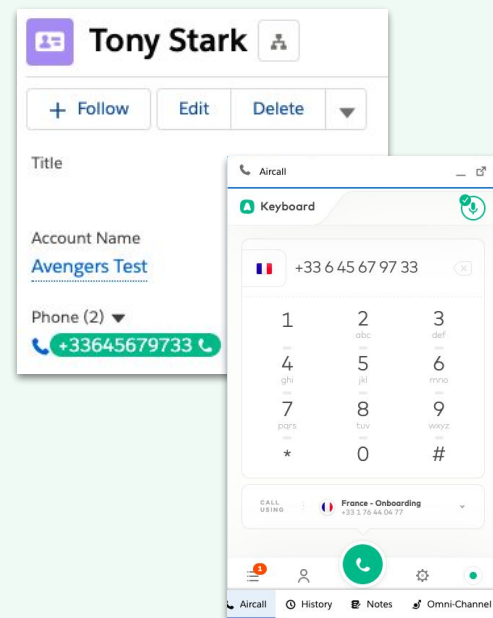 Tony Stark
+ Follow
Edit
Delete
Title
Account Name
Avengers Test
Phone (2)
+33645679733
Aircall
Keyboard
+33 6 45 67 97 33
1
2
3
abc
def
4
5
6
ghi
jkl
mno
7
8
9
pqrs
tuv
wxyz
*
0
#
CALL USING :
France - Onboarding
+33 1 76 44 04 77
1
Aircall
History
Notes
Omni-Channel